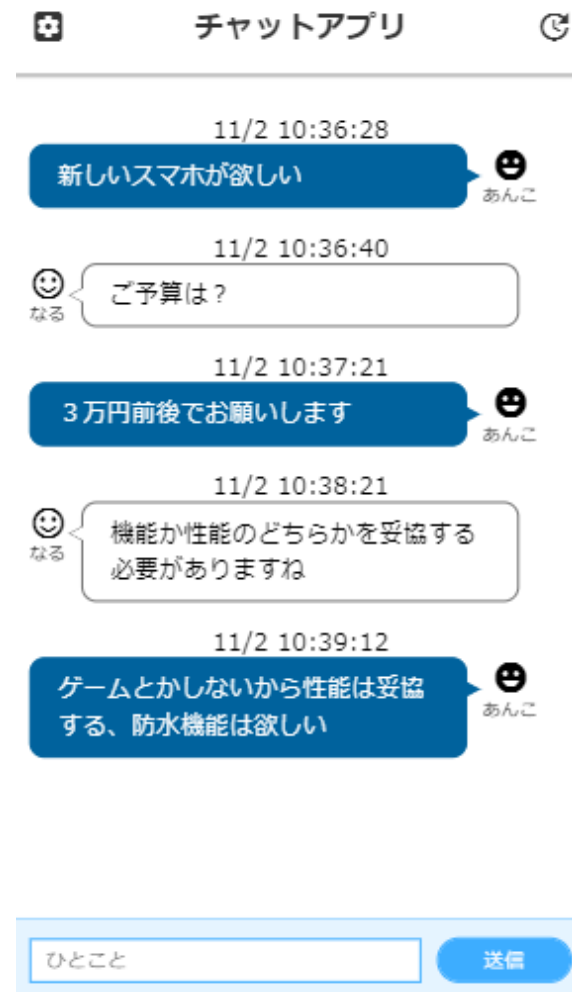 チャットアプリ
11/2 10:36:28
新しいスマホが欲しい
あんこ
11/2 10:36:40
ご予算は？
なる
11/2 10:37:21
３万円前後でお願いします
あんこ
11/2 10:38:21
機能か性能のどちらかを妥協する
必要がありますね
なる
11/2 10:39:12
ゲームとかしないから性能は妥協
する、防水機能は欲しい
あんこ
ひとこと
送信